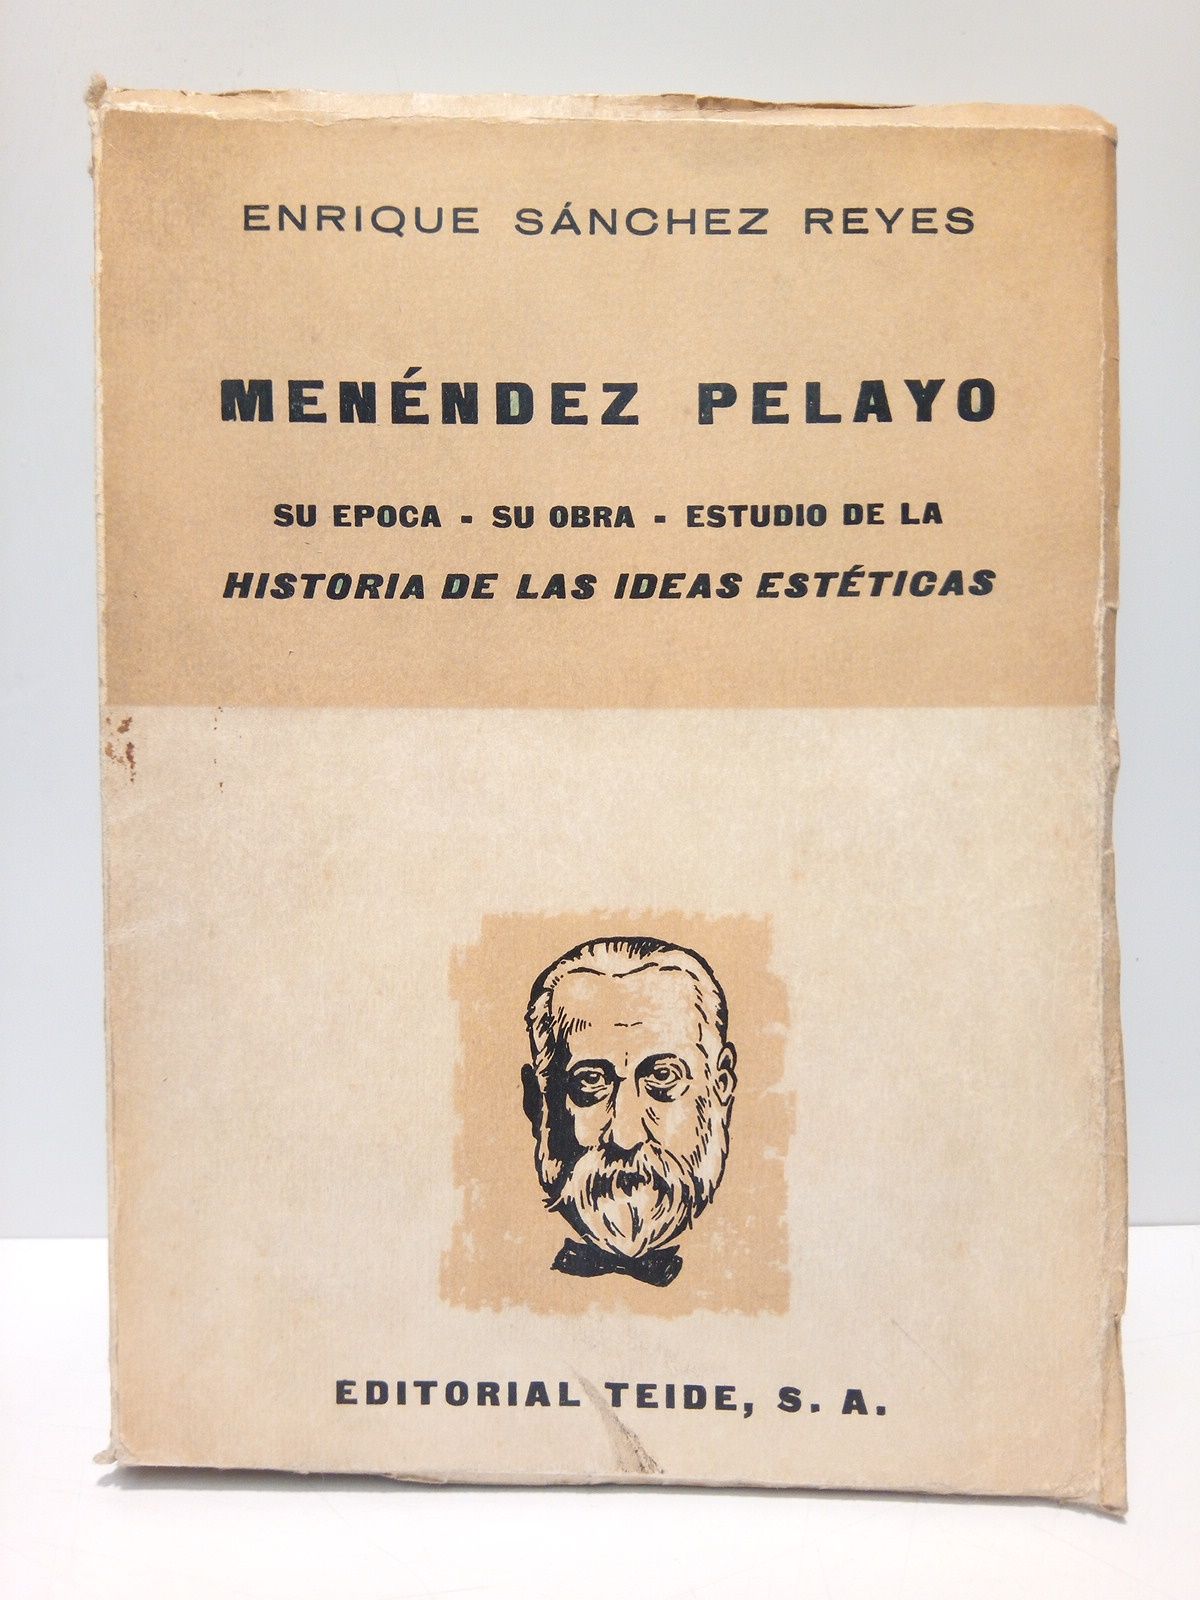 ENRIQUE SÁNCHEZ REYES
MENÉNDEZ PELAYO
SU EPOCA - SU OBRA - ESTUDIO DE LA
HISTORIA DE LAS IDEAS ESTÉTICAS
EDITORIAL TEIDE, S. A.